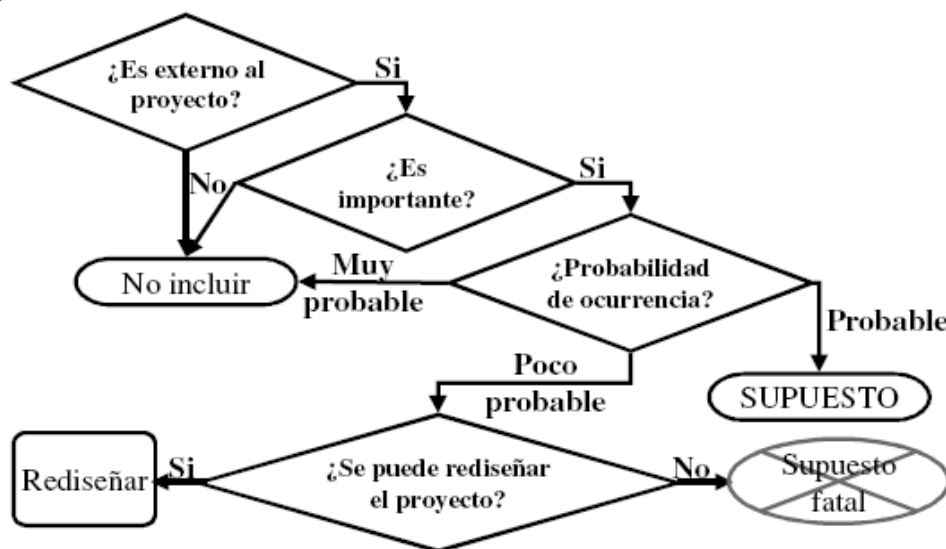 ¿Es externo al
proyecto?
Si
¿Es
importante?
No
Si
No incluir
Muy
probable
¿Probabilidad
de ocurrencia?
Probable
SUPUESTO
Poco
probable
Rediseñar
Si
¿Se puede rediseñar
el proyecto?
No
Supuesto
fatal